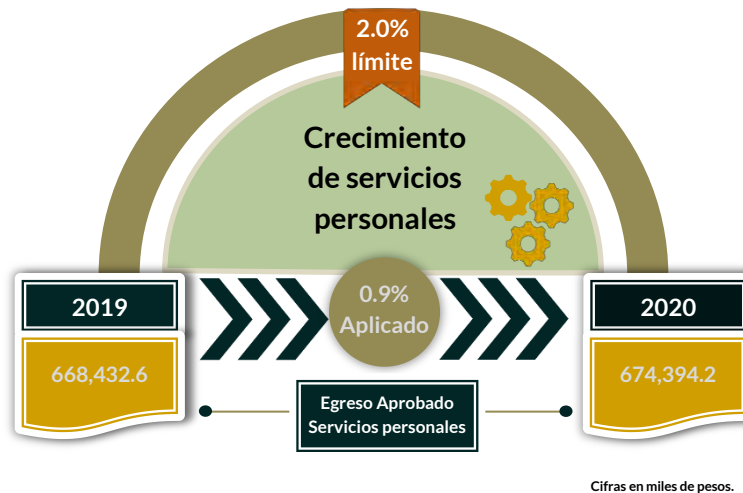 2.0%
límite
Crecimiento
de servicios
personales
2019
0.9%
Aplicado
2020
668,432.6
674,394.2
Egreso Aprobado
Servicios personales
Cifras en miles de pesos.